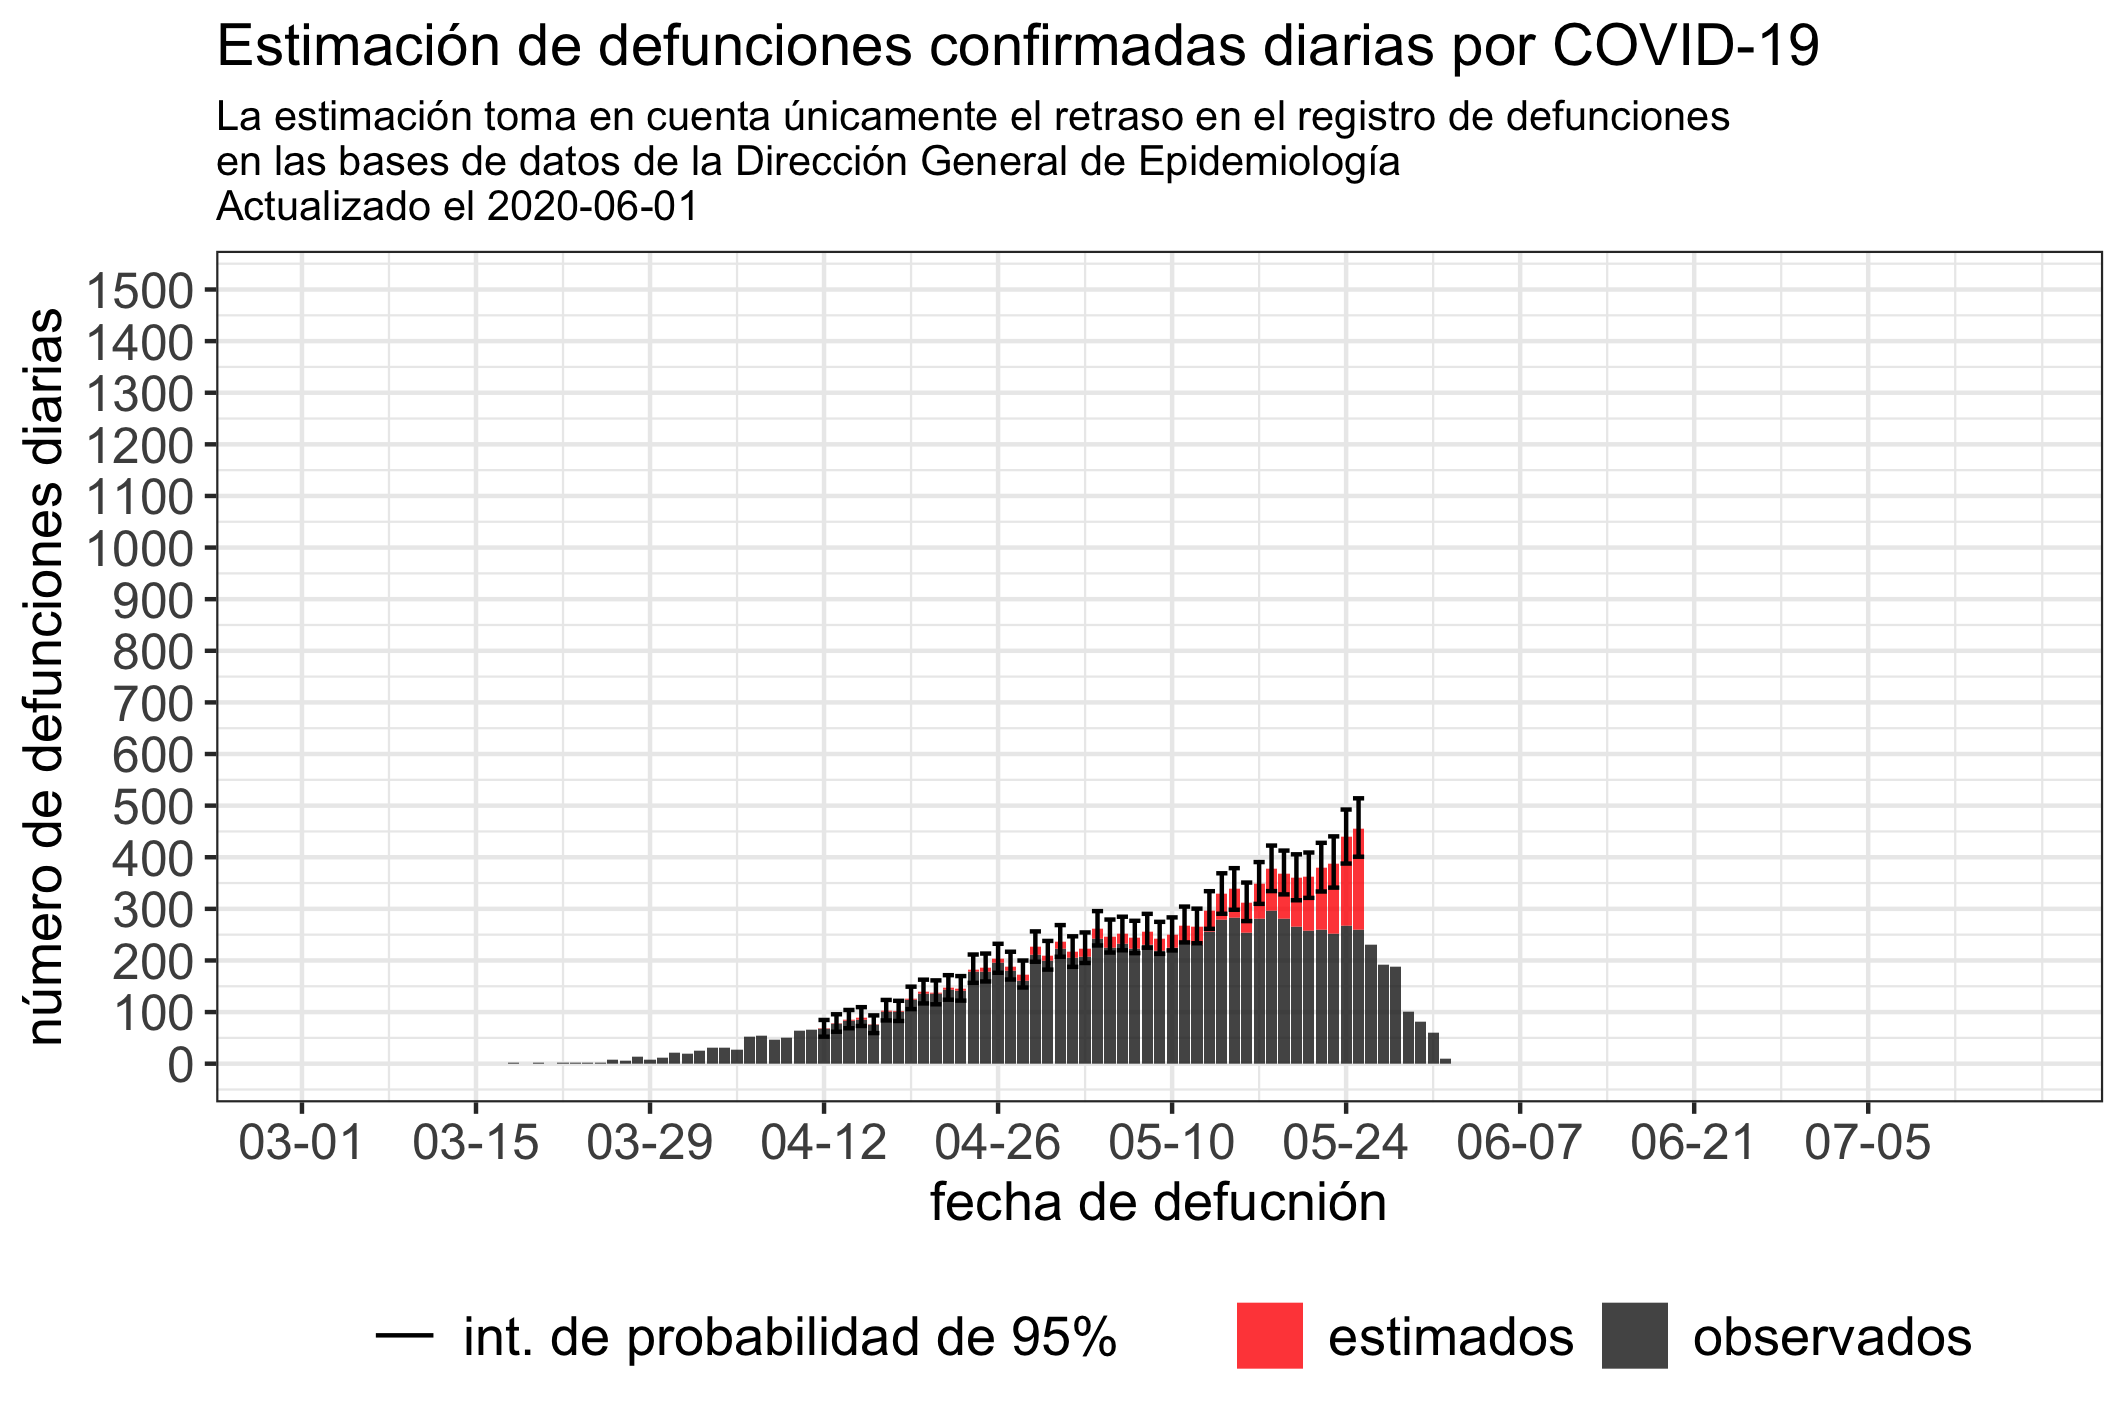 Estimación de defunciones confirmadas diarias por COVID-19
La estimación toma en cuenta únicamente el retraso en el registro de defunciones
en las bases de datos de la Dirección General de Epidemiología
Actualizado el 2020-06-01
número de defunciones diarias
1500
1400
1300
1200
1100
1000
900
800
700
600
500
400
300
200
100
0
03-01 03-15 03-29 04-12 04-26 05-10 05-24 06-07 06-21 07-05
fecha de defucnión
int. de probabilidad de 95% estimados observados